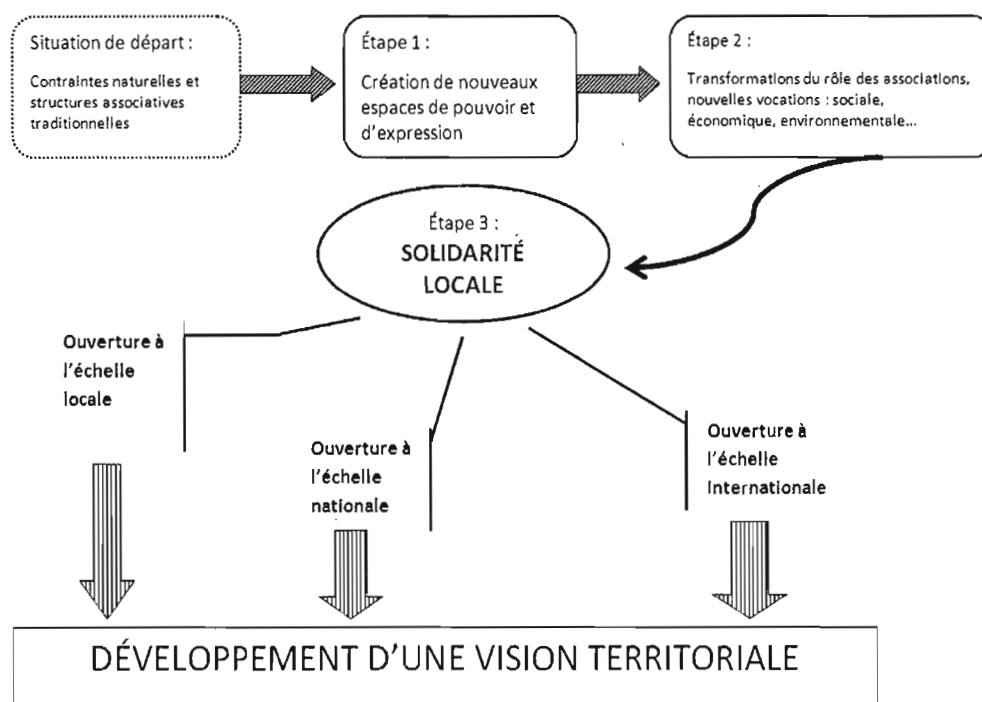 Situation de départ :
Contraintes naturelles et
structures associatives
traditionnelles
Étape 1 :
Création de nouveaux
espaces de pouvoir et
d'expression
Étape 2 :
Transformations du rôle des associations,
nouvelles vocations : sociale,
économique, environnementale...
Étape 3 :
SOLIDARITÉ
LOCALE
Ouverture à
l'échelle
locale
Ouverture à
l'échelle
nationale
Ouverture à
l'échelle
internationale
DÉVELOPPEMENT D'UNE VISION TERRITORIALE